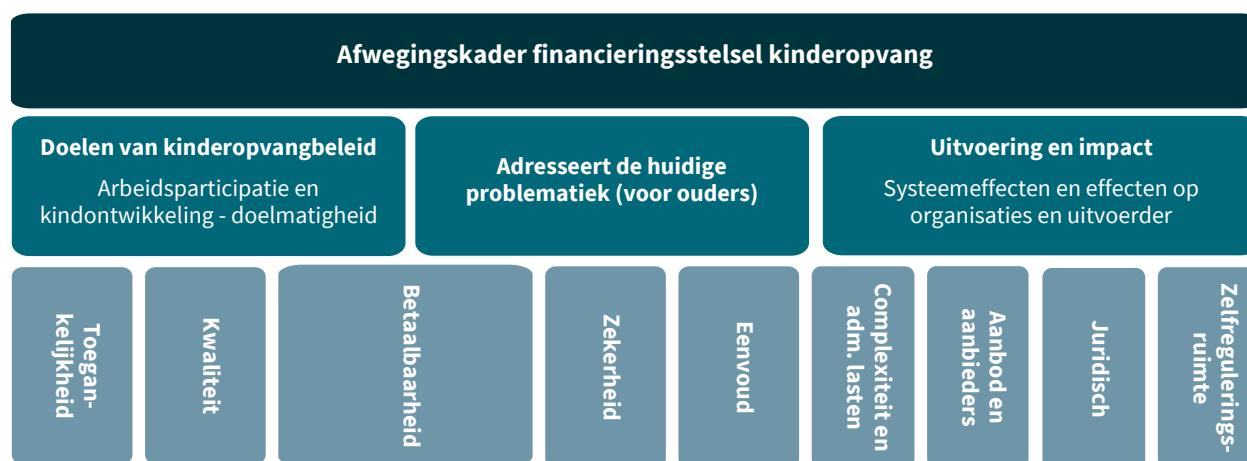 Afwegingskader financieringsstelsel kinderopvang
Doelen van kinderopvangbeleid
Arbeidsparticipatie en
kindontwikkeling - doelmatigheid
Adresseert de huidige
problematiek (voor ouders)
Uitvoering en impact
Systeemeffecten en effecten op
organisaties en uitvoerder
Toegan-
kelijkheid
Kwaliteit
Betaalbaarheid
Zekerheid
Eenvoud
Complexiteit en
adm. lasten
Aanbod en
aanbieders
Juridisch
Zelfregulerings-
ruimte